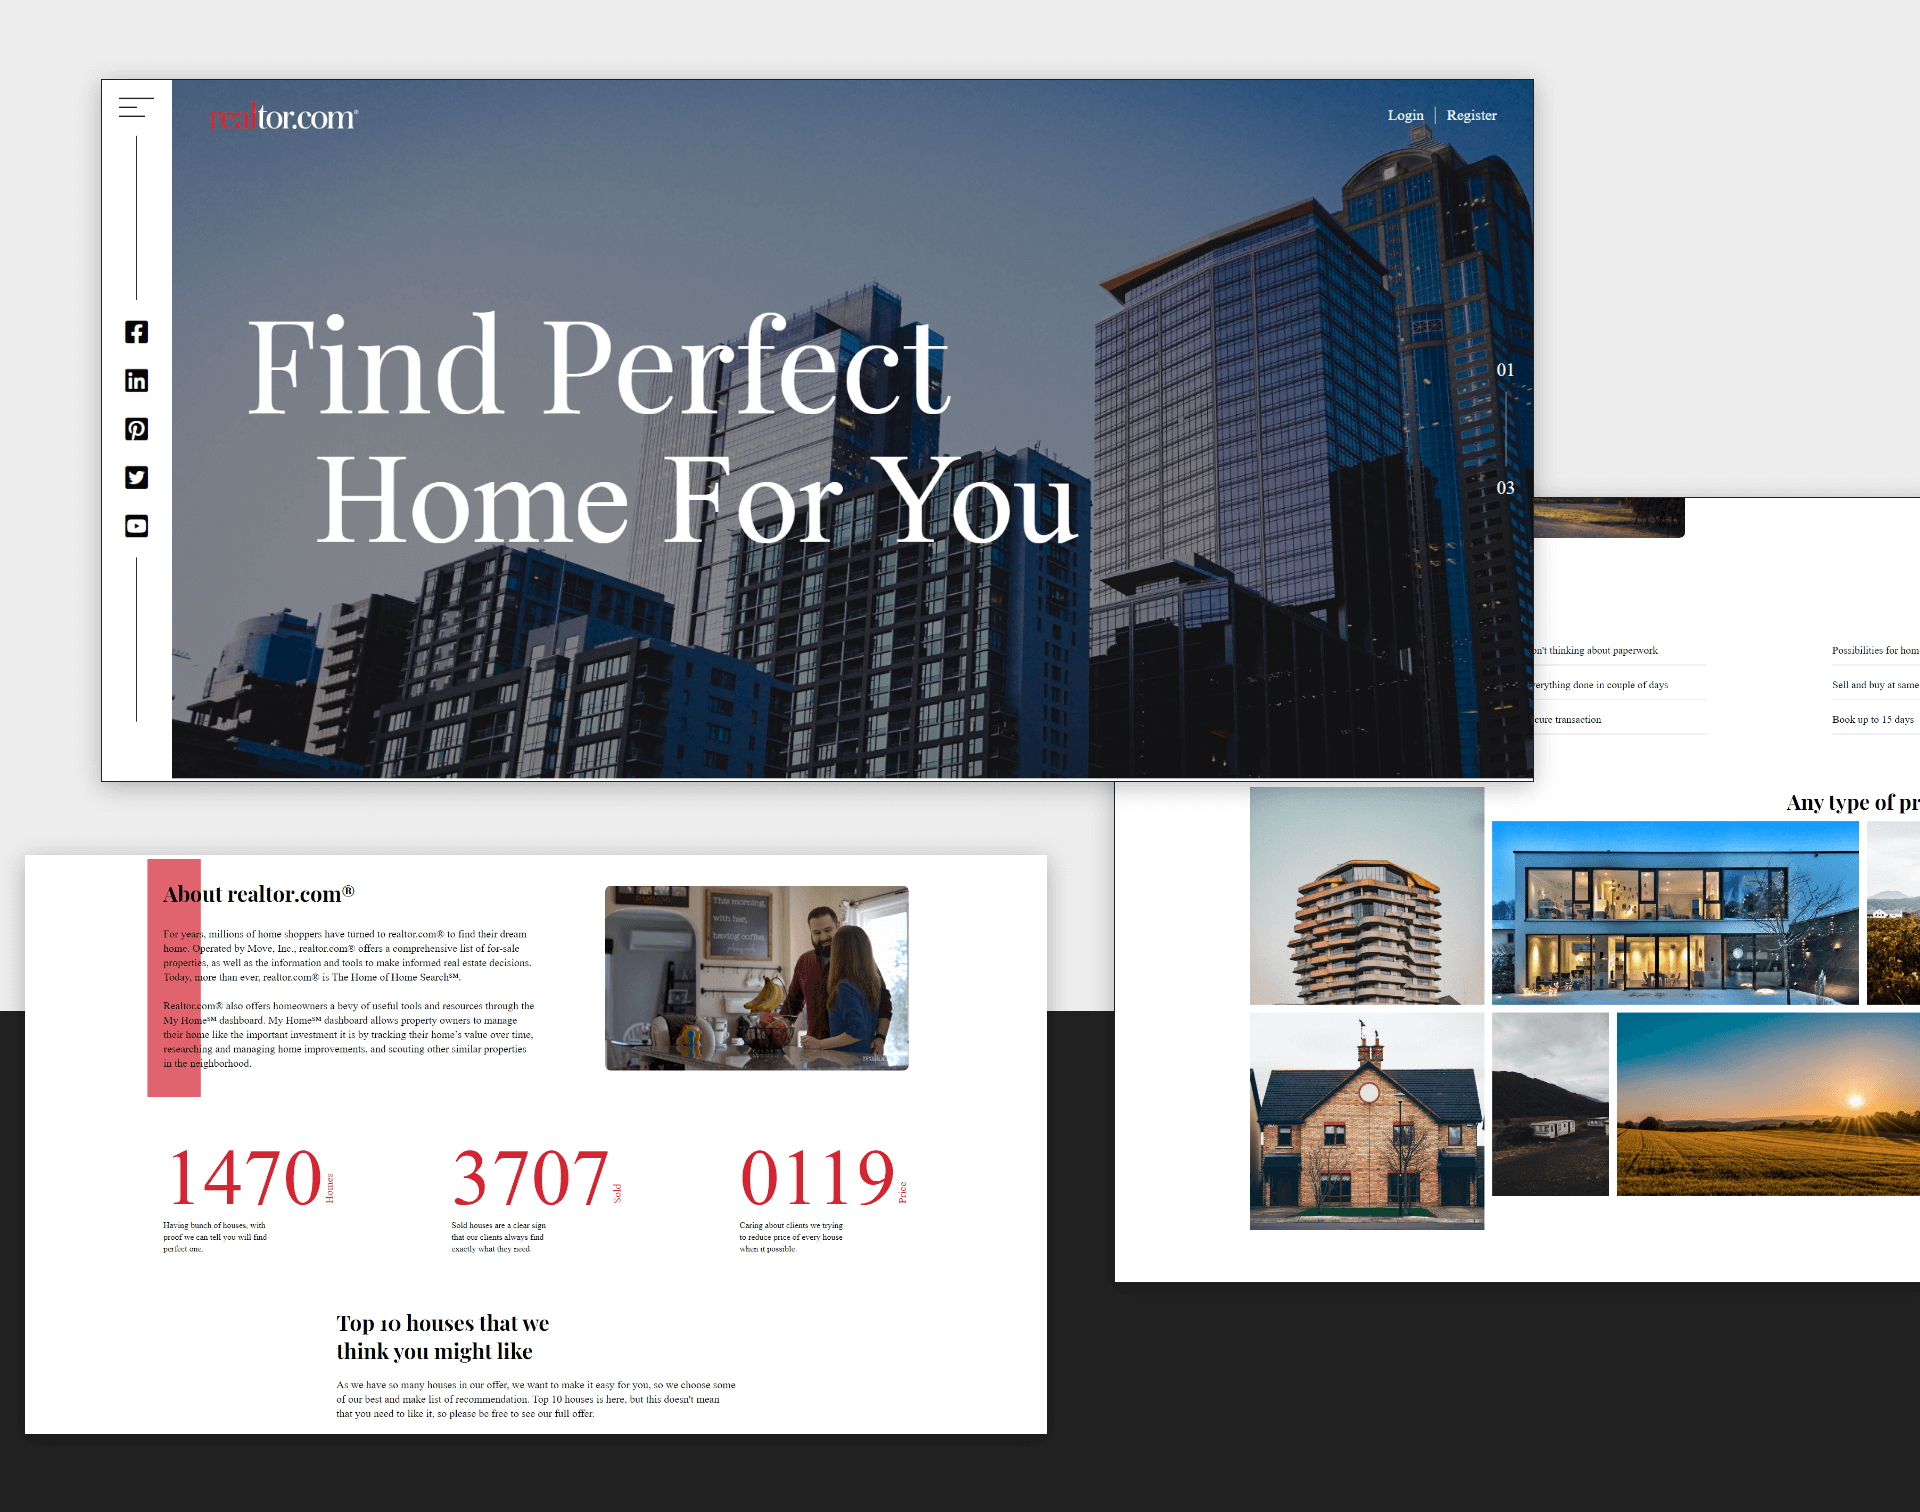 realtor.com®
Login | Register
Find Perfect
Home For You
01
03
n't thinking about paperwork
erything done in couple of days
cure transaction
Possibilities for hom
Sell and buy at same
Book up to 15 days
Any type of pr
About realtor.com®
For years, millions of home shoppers have turned to realtor.com® to find their dream
home. Operated by Move, Inc., realtor.com® offers a comprehensive list of for-sale
properties, as well as the information and tools to make informed real estate decisions.
Today, more than ever, realtor.com® is The Home of Home Search℠.
Realtor.com® also offers homeowners a bevy of useful tools and resources through the
My Home℠ dashboard. My Home℠ dashboard allows property owners to manage
their home like the important investment it is by tracking their home's value over time,
researching and managing home improvements, and scouting other similar properties
in the neighborhood.
This morning,
with her,
having coffee.
1470 Homes
Having bunch of houses, with
proof we can tell you will find
perfect one.
3707 Sold
Sold houses are a clear sign
that our clients always find
exactly what they need.
0119 Price
Caring about clients we trying
to reduce price of every house
when it possible.
Top 10 houses that we
think you might like
As we have so many houses in our offer, we want to make it easy for you, so we choose some
of our best and make list of recommendation. Top 10 houses is here, but this doesn't mean
that you need to like it, so please be free to see our full offer.